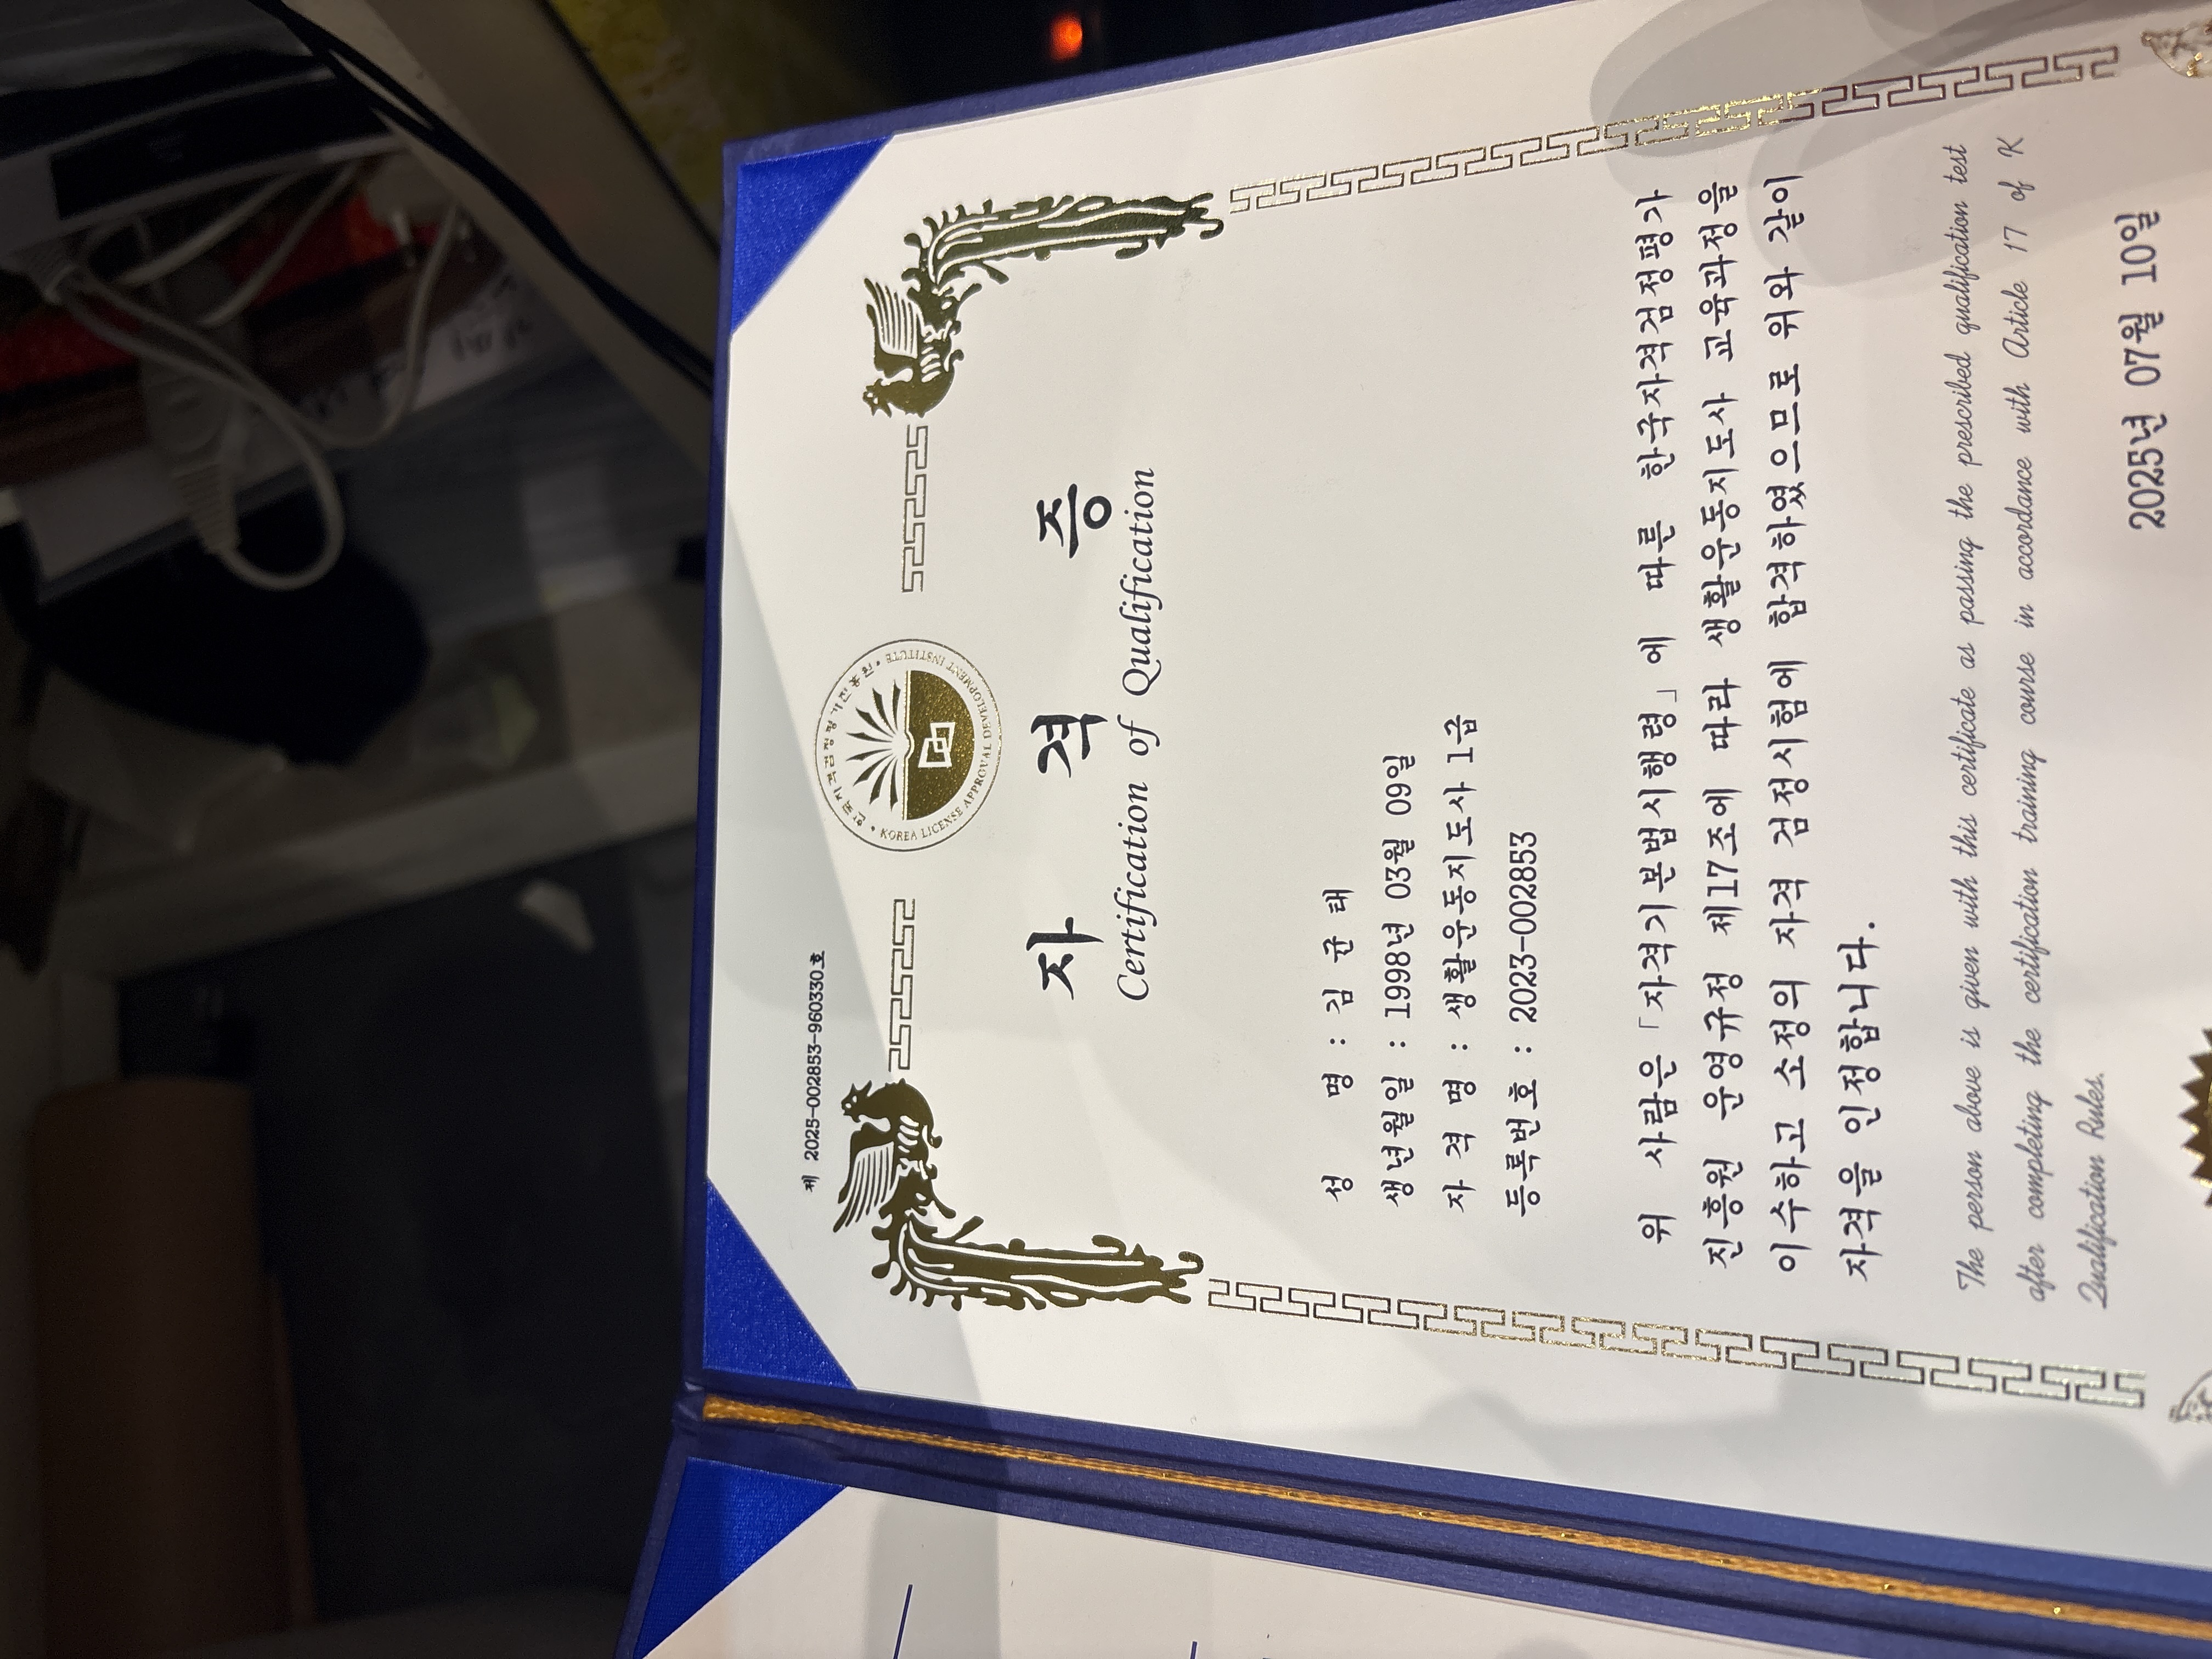 제 2025-002853-960330호
KOREA LICENSE APPROVAL DEVELOPMENT INSTITUTE
자 격 증
Certification of Qualification
성 명 : 김 균 태
생년월일 : 1998년 03월 09일
자 격 명 : 생활운동지도사 1급
등록번호 : 2023-002853
위 사람은 「자격기본법시행령」에 따른 한국자격검정평가
진흥원 운영규정 제17조에 따라 생활운동지도사 교육과정을
이수하고 소정의 자격 검정시험에 합격하였으므로 위와 같이
자격을 인정합니다.
The person above is given with this certificate as passing the prescribed qualification test
after completing the certification training course in accordance with Article 17 of K
Qualification Rules.
2025년 07월 10일